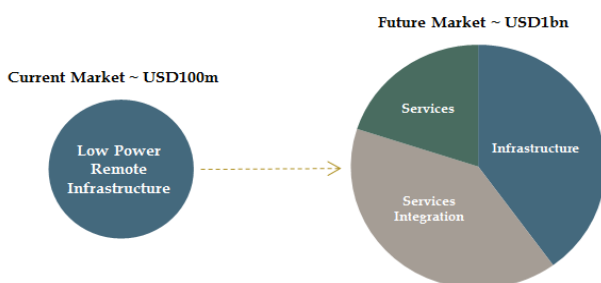 Future Market ~ USD1bn
Current Market ~ USD100m
Services
Infrastructure
Low Power
Remote
Infrastructure
Services
Integration